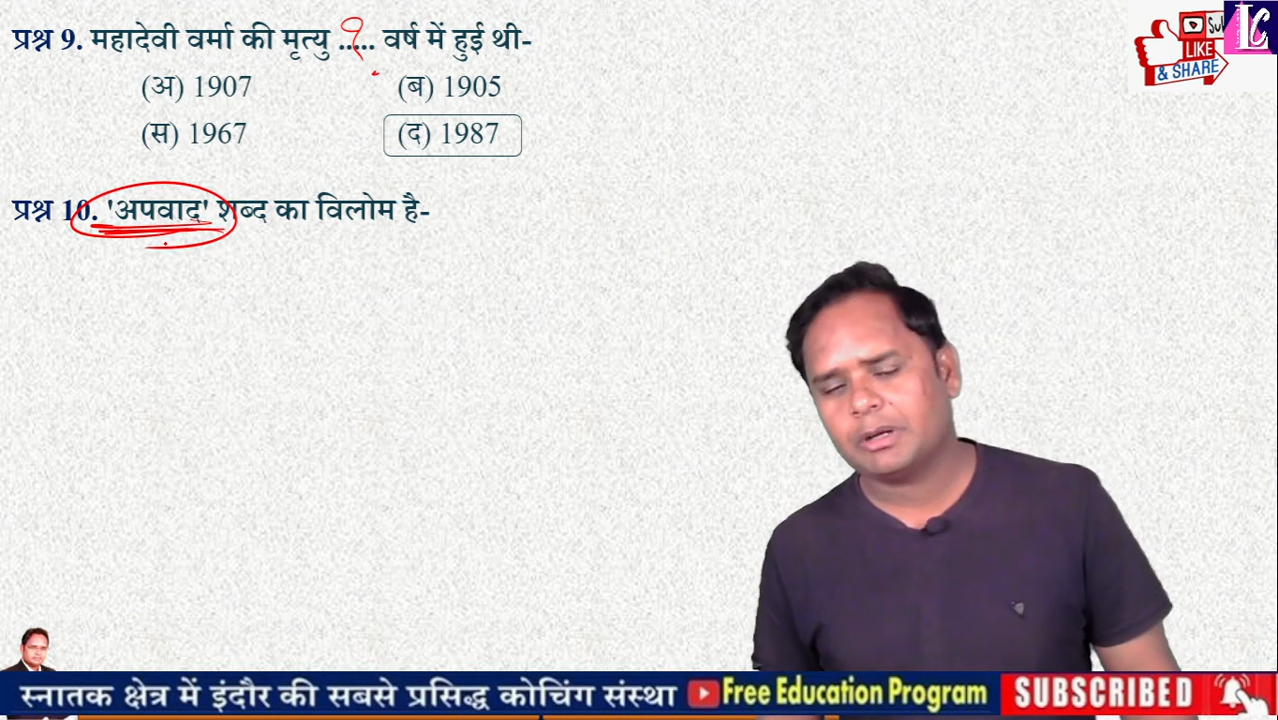 प्रश्न 9. महादेवी वर्मा की मृत्यु ..... वर्ष में हुई थी-
(अ) 1907 (ब) 1905
(स) 1967 (द) 1987
प्रश्न 10. 'अपवाद' शब्द का विलोम है-
LIKE
& SHARE
LC
स्नातक क्षेत्र में इंदौर की सबसे प्रसिद्ध कोचिंग संस्था Free Education Program SUBSCRIBED